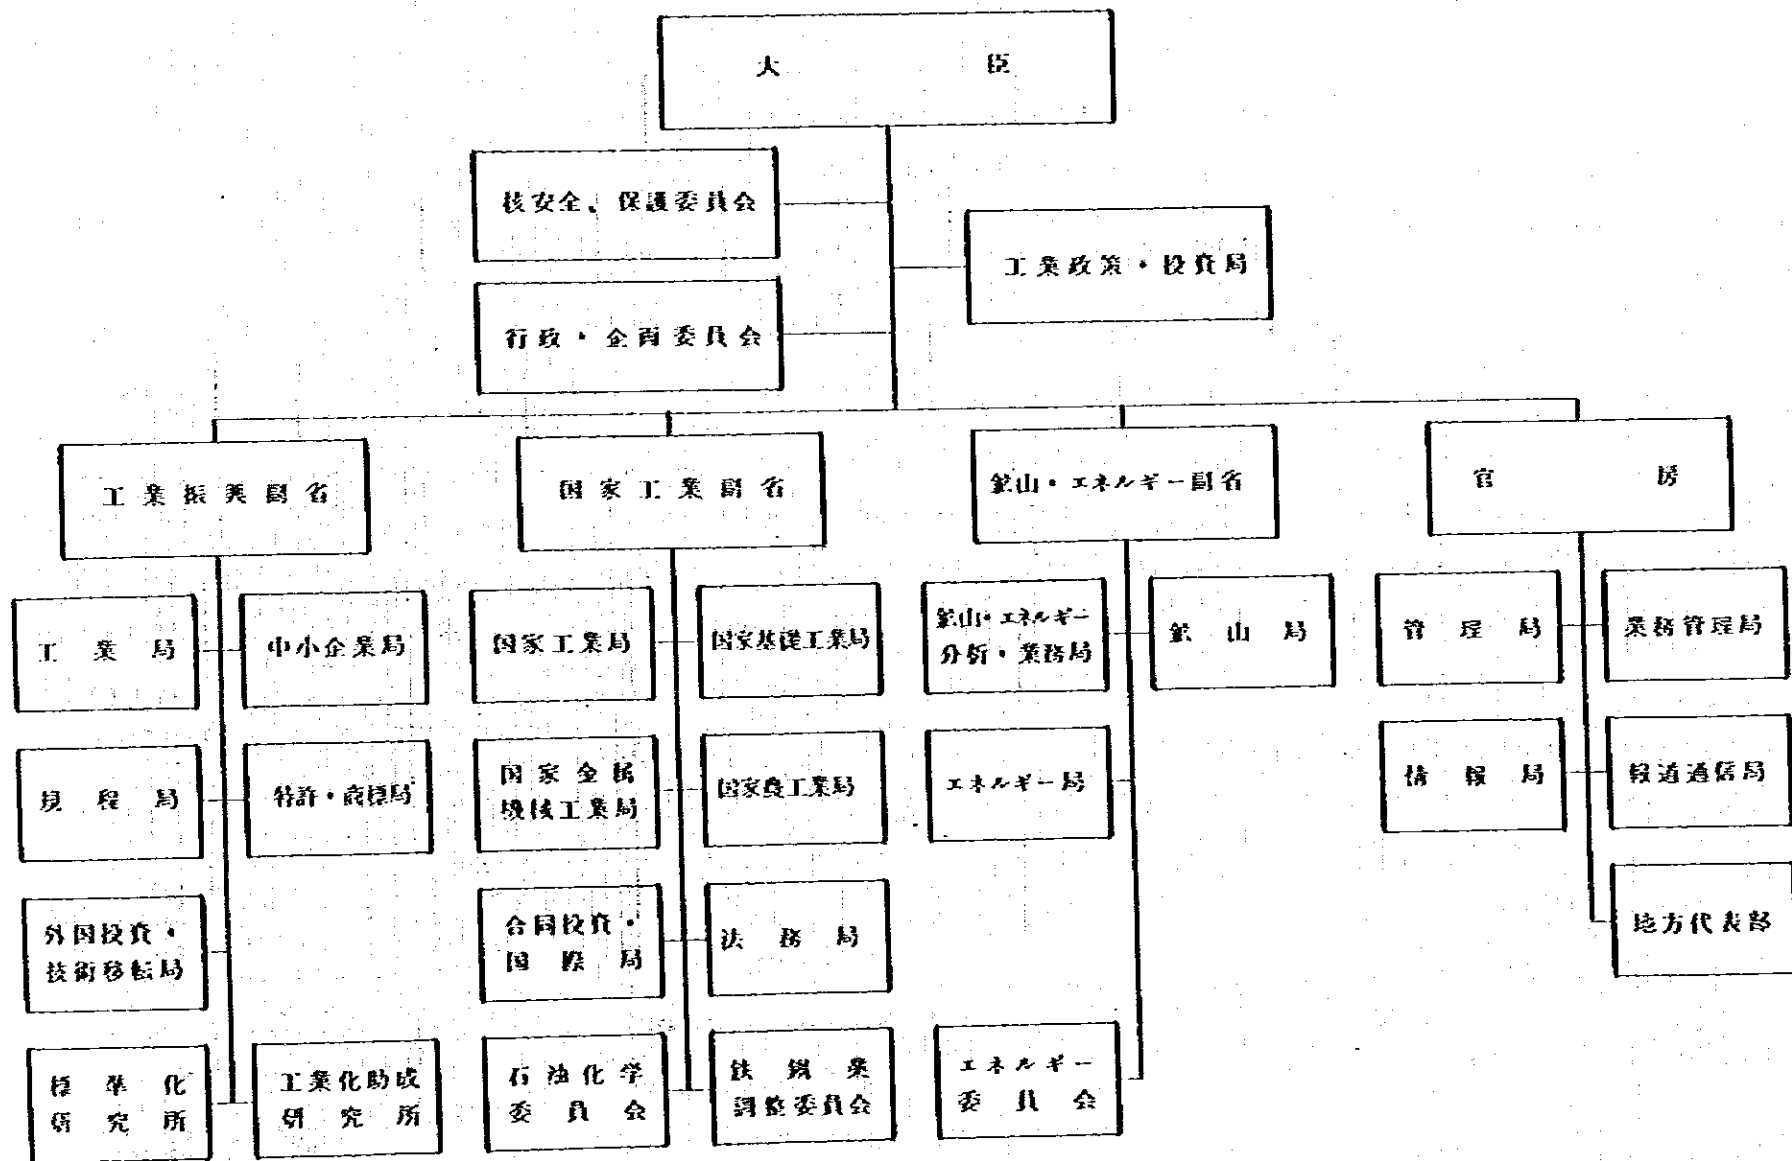 大臣
核安全、保護委員会
工業政策・投資局
行政・企画委員会
工業振興副省
国家工業副省
鉱山・エネルギー副省
官房
工業局
中小企業局
国家工業局
国家基礎工業局
鉱山・エネルギー
分析・業務局
鉱山局
管理局
業務管理局
規程局
特許・商標局
国家金属
機械工業局
国家農工業局
エネルギー局
情報局
報道通信局
外国投資・
技術移転局
合同投資・
国際局
法務局
地方代表部
標準化
研究所
工業化助成
研究所
石油化学
委員会
鉄鋼業
調整委員会
エネルギー
委員会